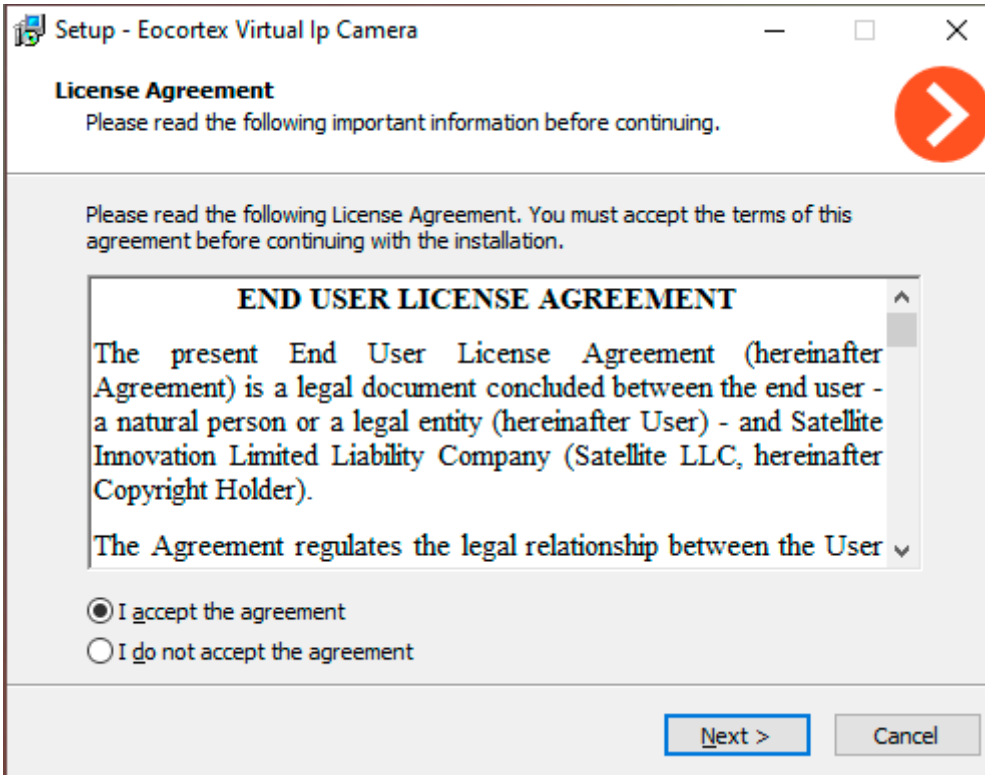 Setup - Eocortex Virtual Ip Camera
License Agreement
Please read the following important information before continuing.
Please read the following License Agreement. You must accept the terms of this
agreement before continuing with the installation.
END USER LICENSE AGREEMENT
The present End User License Agreement (hereinafter
Agreement) is a legal document concluded between the end user -
a natural person or a legal entity (hereinafter User) - and Satellite
Innovation Limited Liability Company (Satellite LLC, hereinafter
Copyright Holder).
The Agreement regulates the legal relationship between the User
I accept the agreement
I do not accept the agreement
Next >
Cancel